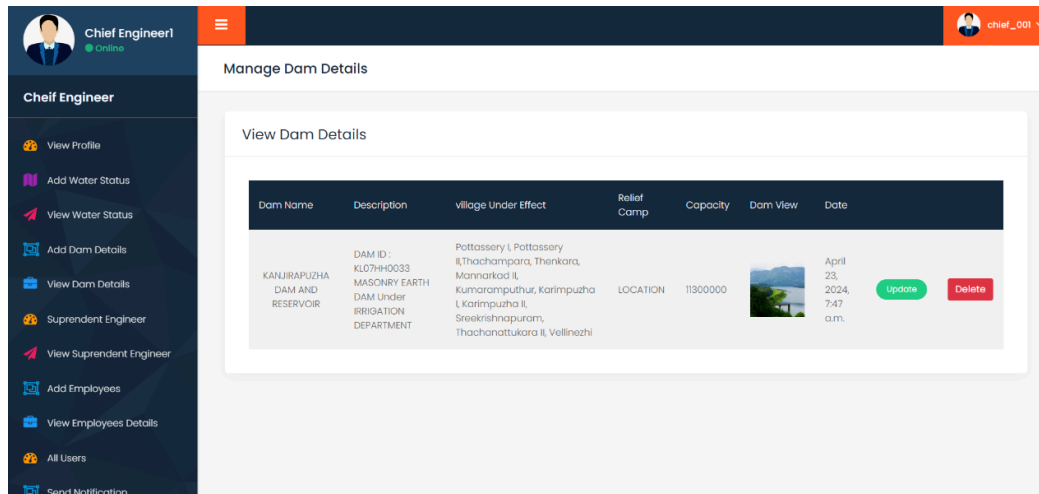 Chief Engineer1
Online
chief_001
Manage Dam Details
Cheif Engineer
View Profile
Add Water Status
View Water Status
Add Dam Details
View Dam Details
Suprendent Engineer
View Suprendent Engineer
Add Employees
View Employees Details
All Users
Send Notification
View Dam Details
Dam Name
Description
village Under Effect
Relief
Camp
Capacity
Dam View
Date
KANJIRAPUZHA
DAM AND
RESERVOIR
DAM ID :
KL07HH0033
MASONRY EARTH
DAM Under
IRRIGATION
DEPARTMENT
Pottassery I, Pottassery
II,Thachampara, Thenkara,
Mannarkad II,
Kumaramputhur, Karimpuzha
I, Karimpuzha II,
Sreekrishnapuram,
Thachanattukara II, Vellinezhi
LOCATION
11300000
April
23,
2024,
7:47
a.m.
Update
Delete